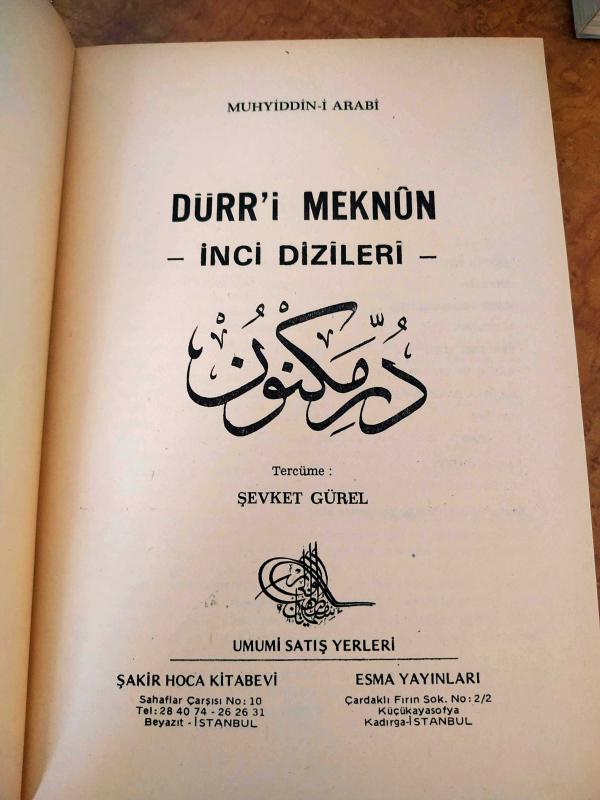 MUHYİDDİN-İ ARABİ
DÜRR'İ MEKNÛN
- İNCİ DİZİLERİ -
دُرِّ مَكْنُونْ
Tercüme :
ŞEVKET GÜREL
UMUMİ SATIŞ YERLERİ
ŞAKİR HOCA KİTABEVİ
Sahaflar Çarşısı No: 10
Tel: 28 40 74 - 26 26 31
Beyazıt - İSTANBUL
ESMA YAYINLARI
Çardaklı Fırın Sok. No: 2/2
Küçükayasofya
Kadırga-İSTANBUL